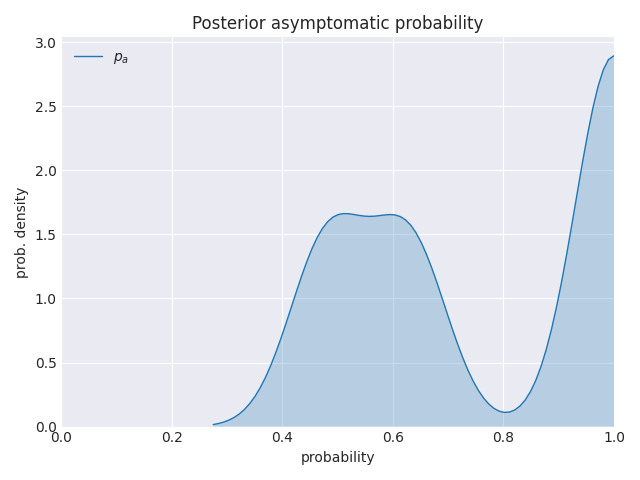 Posterior asymptomatic probability
3.0
2.5
2.0
1.5
1.0
0.5
0.0
prob. density
pₐ
0.0 0.2 0.4 0.6 0.8 1.0
probability